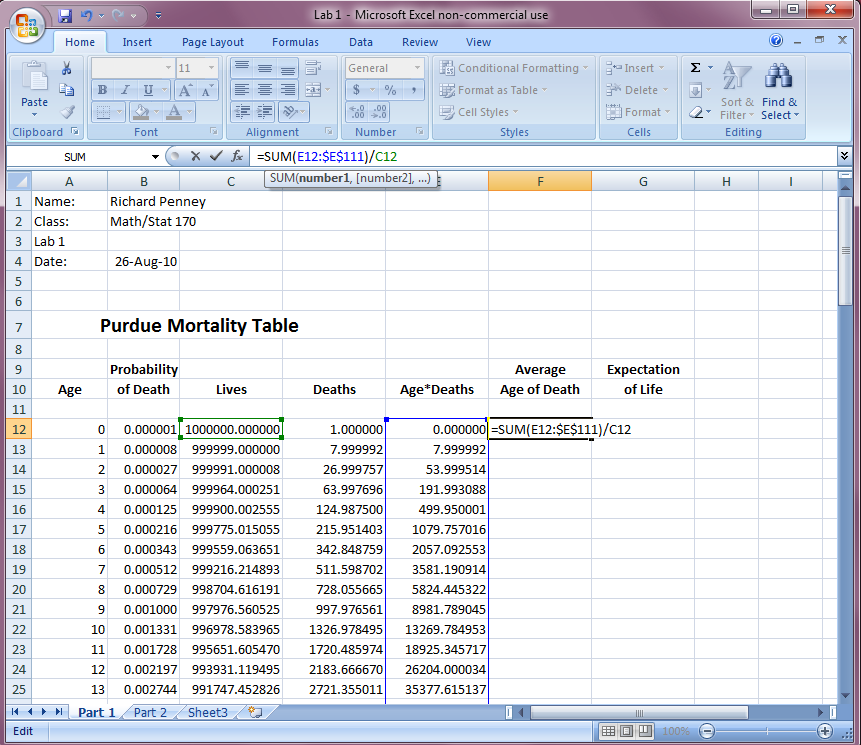 Lab 1 - Microsoft Excel non-commercial use
Home Insert Page Layout Formulas Data Review View
Paste
Clipboard
11
B I U A A
A
Font
Alignment
General
$ % ,
Number
Conditional Formatting
Format as Table
Cell Styles
Styles
Insert
Delete
Format
Cells
Σ
Sort & Filter
Find & Select
Editing
SUM fx =SUM(E12:$E$111)/C12
SUM(number1, [number2], ...)
A B C E F G H I
1 Name: Richard Penney
2 Class: Math/Stat 170
3 Lab 1
4 Date: 26-Aug-10
5
6
7 Purdue Mortality Table
8
9 Probability Average Expectation
10 Age of Death Lives Deaths Age*Deaths Age of Death of Life
11
12 0 0.000001 1000000.000000 1.000000 0.000000 =SUM(E12:$E$111)/C12
13 1 0.000008 999999.000000 7.999992 7.999992
14 2 0.000027 999991.000008 26.999757 53.999514
15 3 0.000064 999964.000251 63.997696 191.993088
16 4 0.000125 999900.002555 124.987500 499.950001
17 5 0.000216 999775.015055 215.951403 1079.757016
18 6 0.000343 999559.063651 342.848759 2057.092553
19 7 0.000512 999216.214893 511.598702 3581.190914
20 8 0.000729 998704.616191 728.055665 5824.445322
21 9 0.001000 997976.560525 997.976561 8981.789045
22 10 0.001331 996978.583965 1326.978495 13269.784953
23 11 0.001728 995651.605470 1720.485974 18925.345717
24 12 0.002197 993931.119495 2183.666670 26204.000034
25 13 0.002744 991747.452826 2721.355011 35377.615137
Part 1 Part 2 Sheet3
Edit 100%